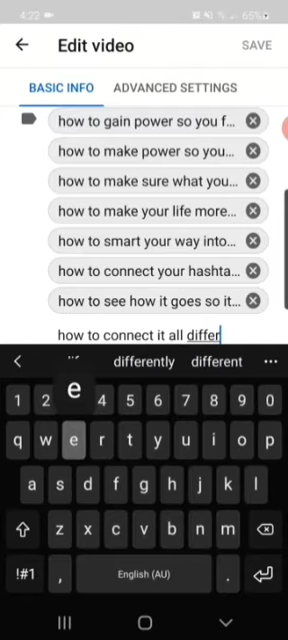 4:22 65%
Edit video SAVE
BASIC INFO ADVANCED SETTINGS
how to gain power so you f...
how to make power so you...
how to make sure what you...
how to make your life more...
how to smart your way into...
how to connect your hashta...
how to see how it goes so it...
how to connect it all differ
differently different
e
1 2 4 5 6 7 8 9 0
q w e r t y u i o p
a s d f g h j k l
z x c v b n m
!#1 , English (AU) .